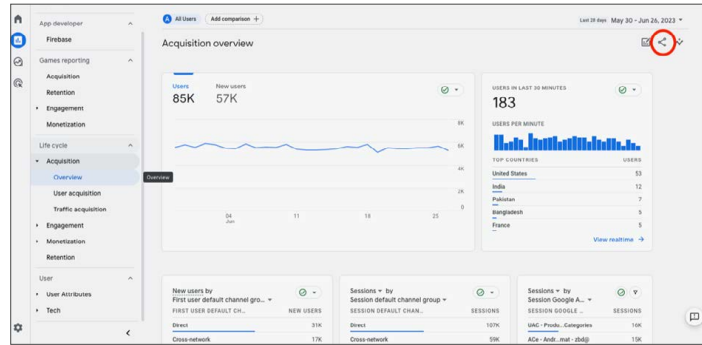 App developer
Firebase
Games reporting
Acquisition
Retention
Engagement
Monetization
Life cycle
Acquisition
Overview
User acquisition
Traffic acquisition
Engagement
Monetization
Retention
User
User Attributes
Tech
Overview
A All Users
Add comparison +
Last 28 days May 30 - Jun 26, 2023
Acquisition overview
Users
85K
New users
57K
8K
6K
4K
2K
0
04
Jun
11
18
25
USERS IN LAST 30 MINUTES
183
USERS PER MINUTE
TOP COUNTRIES USERS
United States 53
India 12
Pakistan 7
Bangladesh 5
France 5
View realtime →
New users by
First user default channel gro...
FIRST USER DEFAULT CH... NEW USERS
Direct 31K
Cross-network 17K
Sessions by
Session default channel group
SESSION DEFAULT CHAN... SESSIONS
Direct 107K
Cross-network 59K
Sessions by
Session Google A...
SESSION GOOGLE ... SESSIONS
UAC - Produ...Categories 16K
ACe - Andr...mat - zbd@ 15K